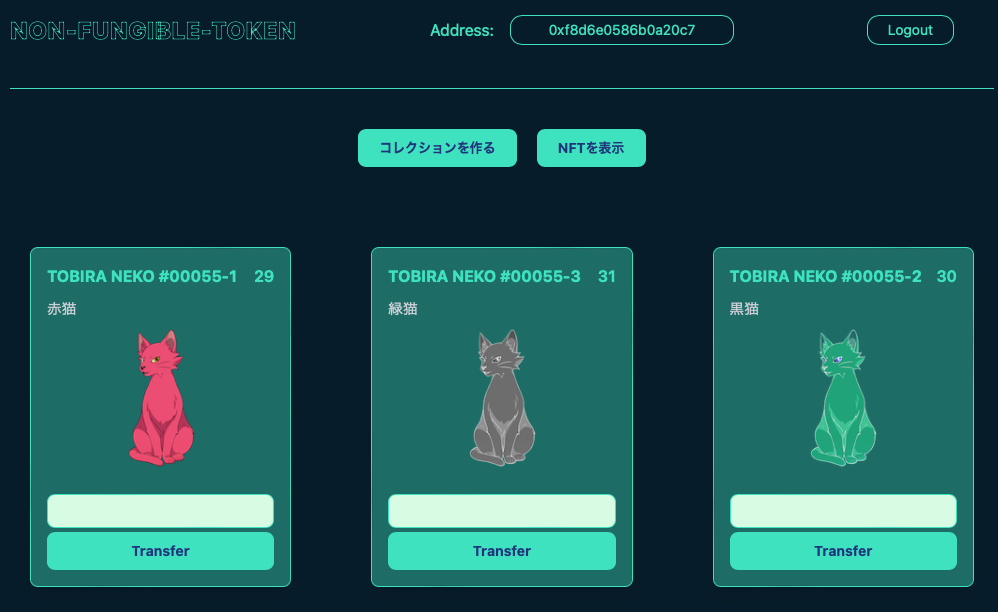 NON-FUNGIBLE-TOKEN
Address: 0xf8d6e0586b0a20c7 Logout
コレクションを作る NFTを表示
TOBIRA NEKO #00055-1 29
赤猫
Transfer
TOBIRA NEKO #00055-3 31
緑猫
Transfer
TOBIRA NEKO #00055-2 30
黒猫
Transfer